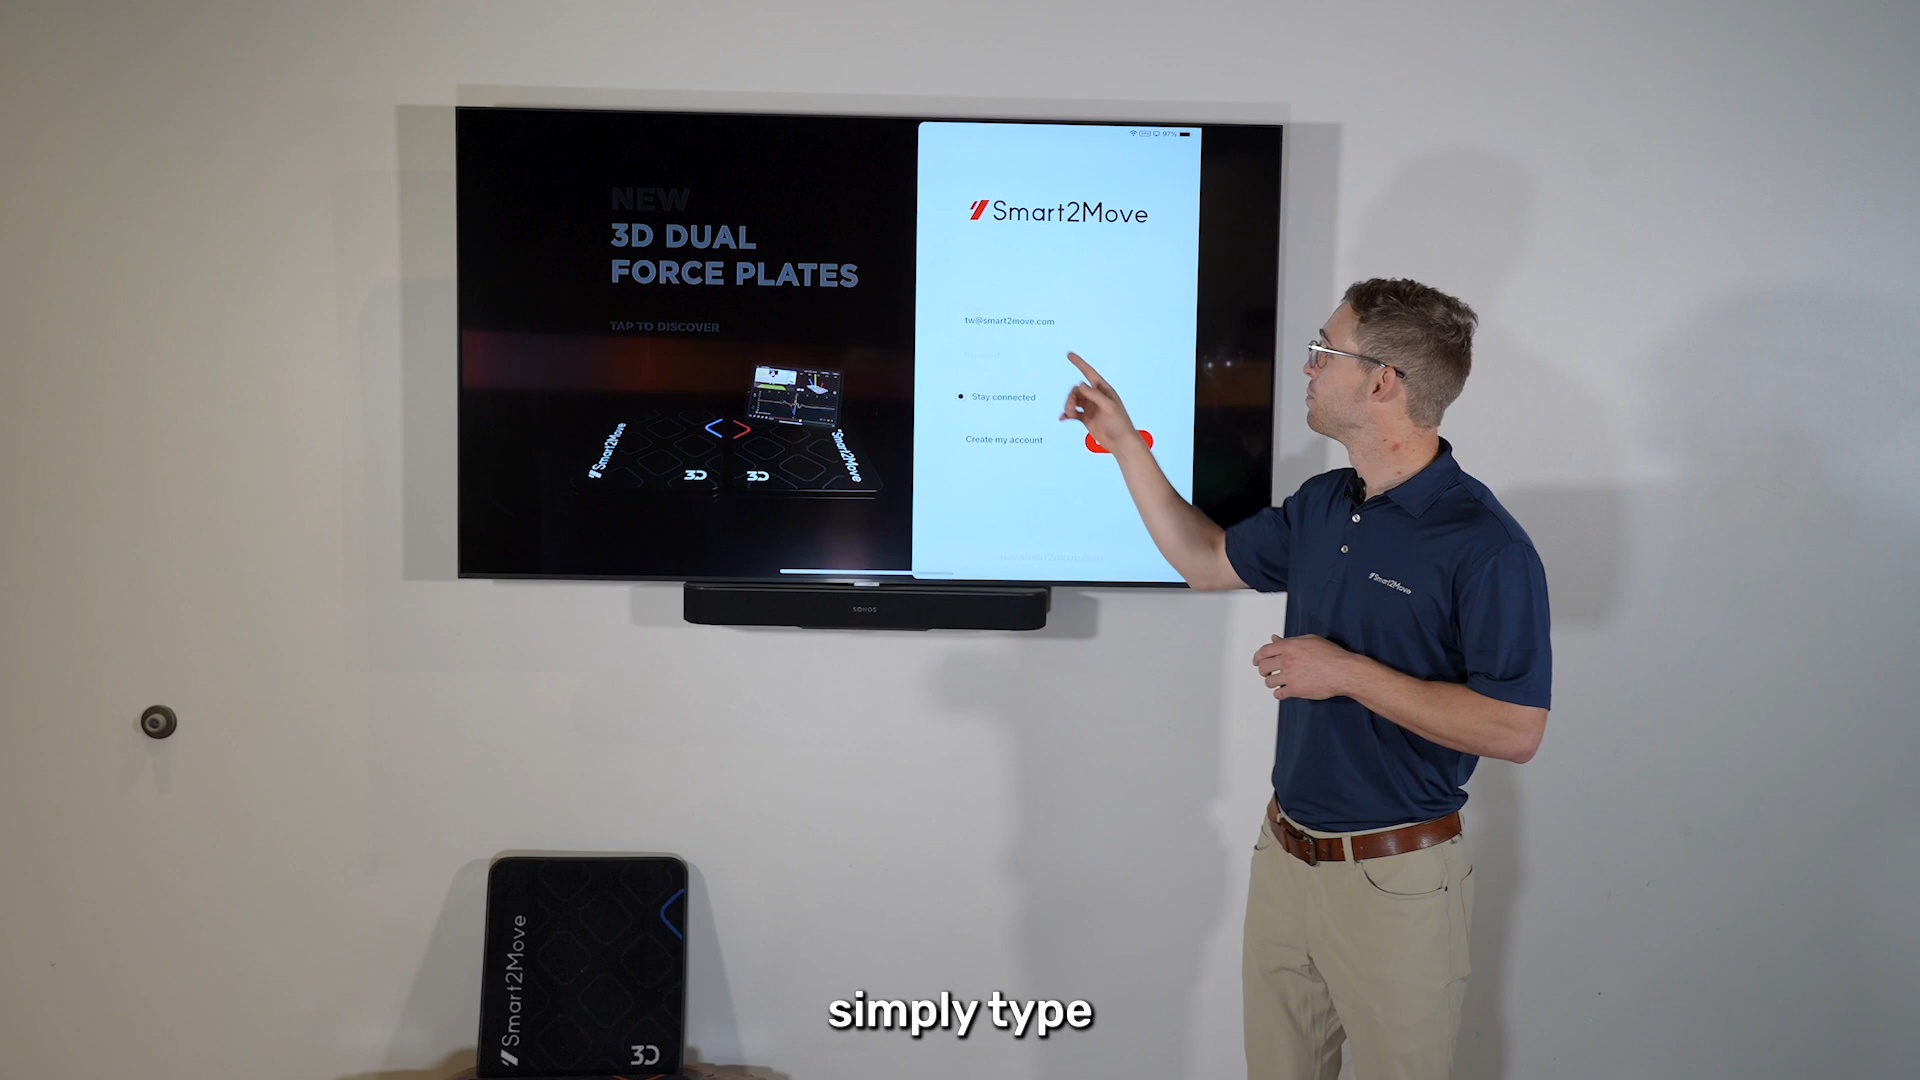 NEW
3D DUAL
FORCE PLATES
TAP TO DISCOVER
Smart2Move
3D
3D
Smart2Move
97%
Smart2Move
tw@smart2move.com
Stay connected
Create my account
SONOS
Smart2Move
Smart2Move
3D
simply type